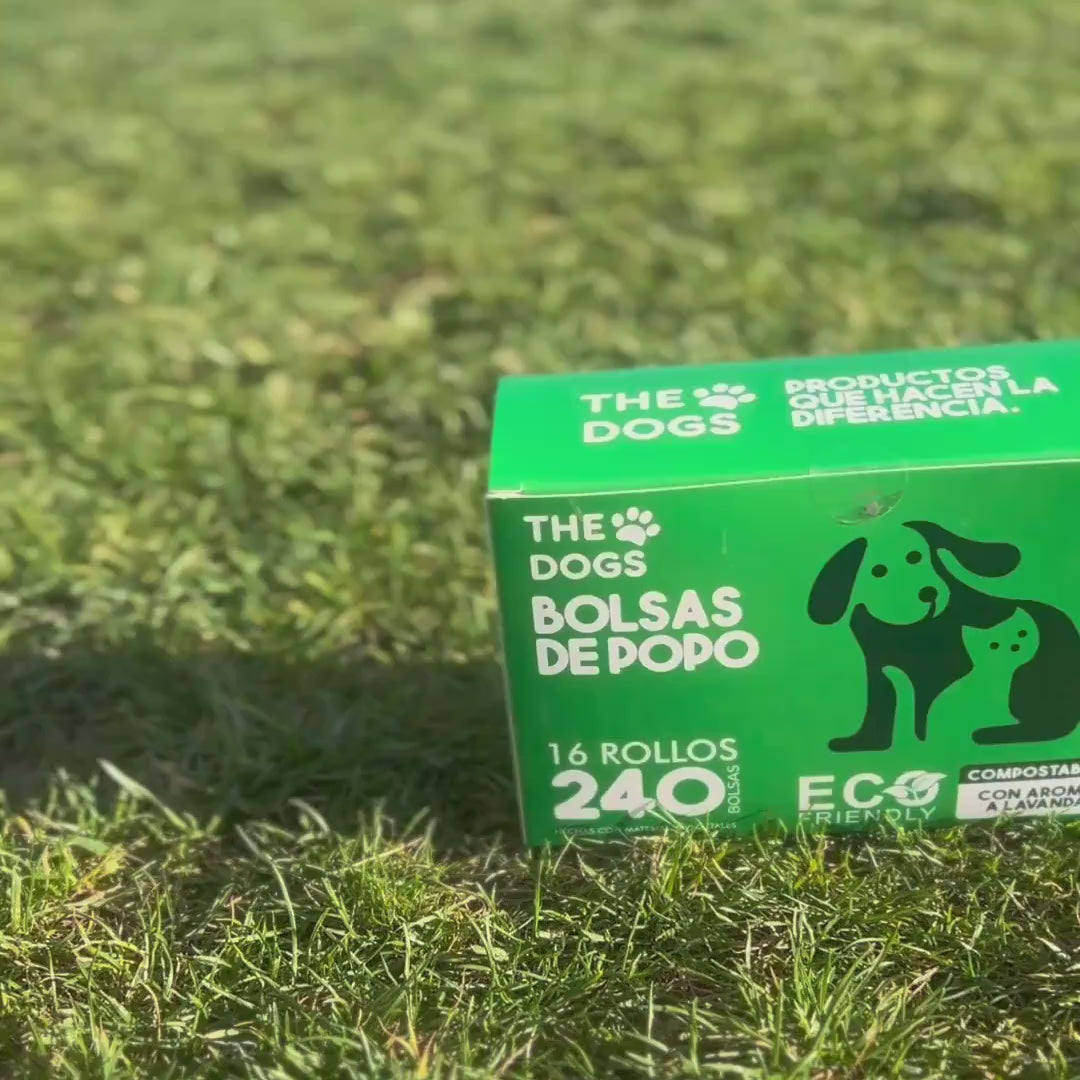 THE
DOGS
PRODUCTOS
QUE HACEN LA
DIFERENCIA.
THE
DOGS
BOLSAS
DE POPO
16 ROLLOS
240
BOLSAS
ECO
FRIENDLY
COMPOSTAB
CON AROM
A LAVANDA